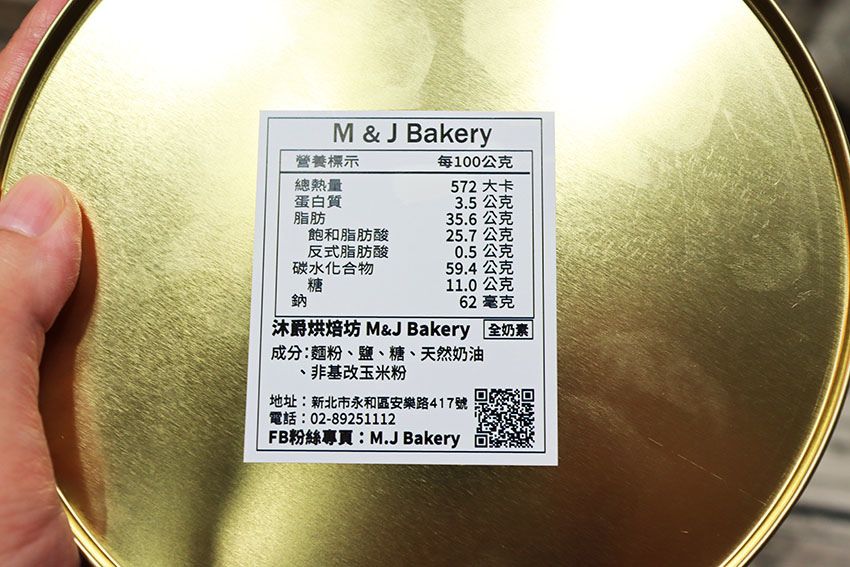 M & J Bakery
營養標示 每100公克
總熱量 572 大卡
蛋白質 3.5 公克
脂肪 35.6 公克
飽和脂肪酸 25.7 公克
反式脂肪酸 0.5 公克
碳水化合物 59.4 公克
糖 11.0 公克
鈉 62 毫克
沐爵烘焙坊 M&J Bakery 全奶素
成分:麵粉、鹽、糖、天然奶油
、非基改玉米粉
地址:新北市永和區安樂路417號
電話:02-89251112
FB粉絲專頁:M.J Bakery